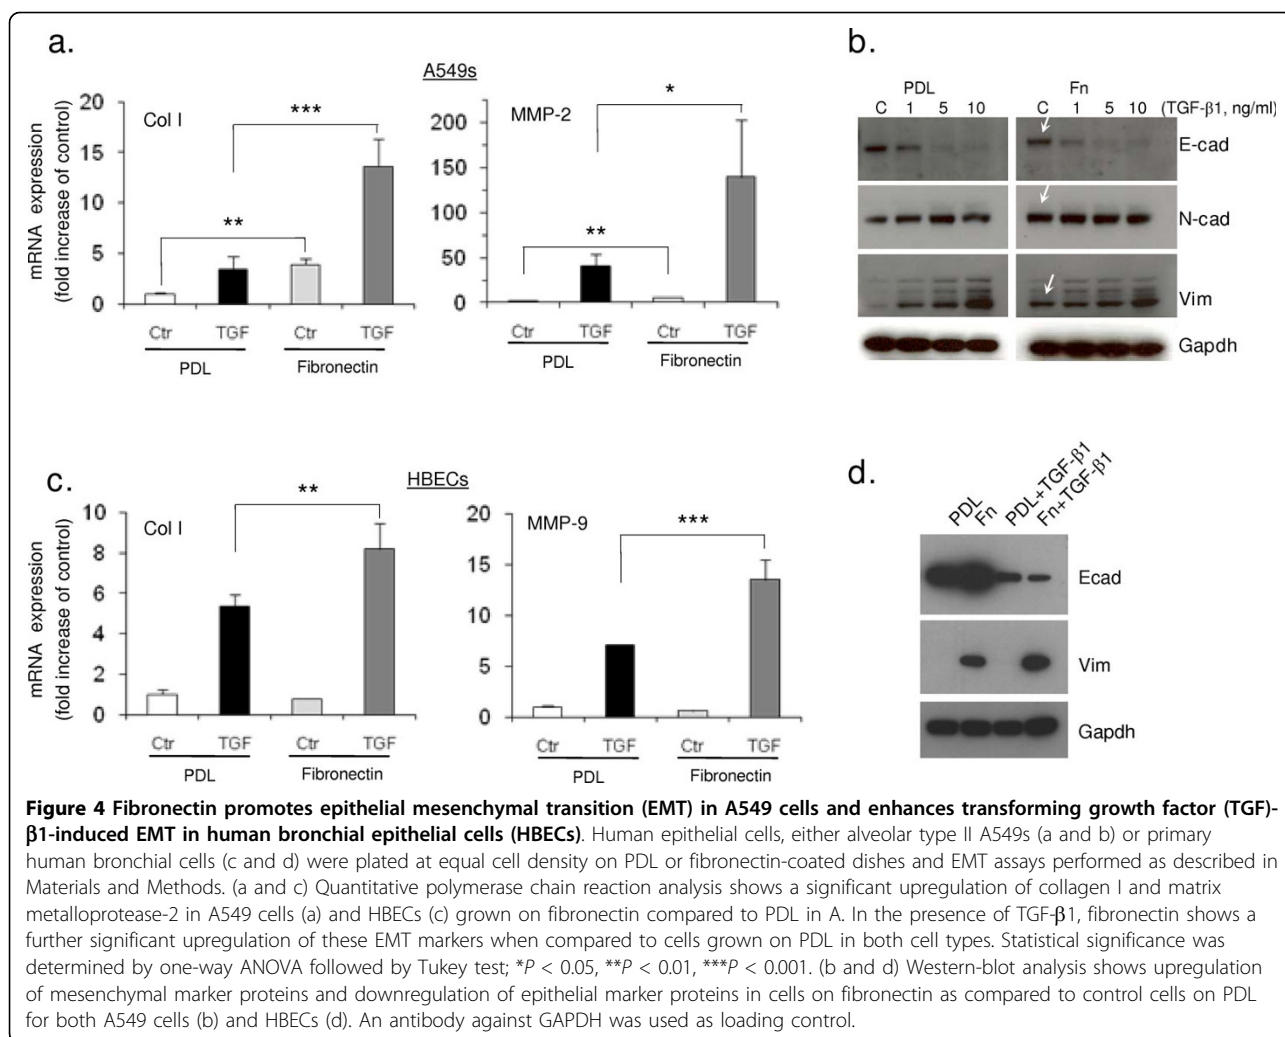 a.
A549s
mRNA expression
(fold increase of control)
20
15
10
5
0
Col I
***
**
Ctr TGF Ctr TGF
PDL Fibronectin
200
150
100
50
0
MMP-2
*
**
Ctr TGF Ctr TGF
PDL Fibronectin
b.
PDL Fn
C 1 5 10 C 1 5 10 (TGF-β1, ng/ml)
E-cad
N-cad
Vim
Gapdh
c.
HBECs
mRNA expression
(fold increase of control)
10
8
6
4
2
0
Col I
**
Ctr TGF Ctr TGF
PDL Fibronectin
20
15
10
5
0
MMP-9
***
Ctr TGF Ctr TGF
PDL Fibronectin
d.
PDL Fn PDL+TGF-β1 Fn+TGF-β1
Ecad
Vim
Gapdh
Figure 4 Fibronectin promotes epithelial mesenchymal transition (EMT) in A549 cells and enhances transforming growth factor (TGF)-
β1-induced EMT in human bronchial epithelial cells (HBECs). Human epithelial cells, either alveolar type II A549s (a and b) or primary
human bronchial cells (c and d) were plated at equal cell density on PDL or fibronectin-coated dishes and EMT assays performed as described in
Materials and Methods. (a and c) Quantitative polymerase chain reaction analysis shows a significant upregulation of collagen I and matrix
metalloprotease-2 in A549 cells (a) and HBECs (c) grown on fibronectin compared to PDL in A. In the presence of TGF-β1, fibronectin shows a
further significant upregulation of these EMT markers when compared to cells grown on PDL in both cell types. Statistical significance was
determined by one-way ANOVA followed by Tukey test; *P < 0.05, **P < 0.01, ***P < 0.001. (b and d) Western-blot analysis shows upregulation
of mesenchymal marker proteins and downregulation of epithelial marker proteins in cells on fibronectin as compared to control cells on PDL
for both A549 cells (b) and HBECs (d). An antibody against GAPDH was used as loading control.